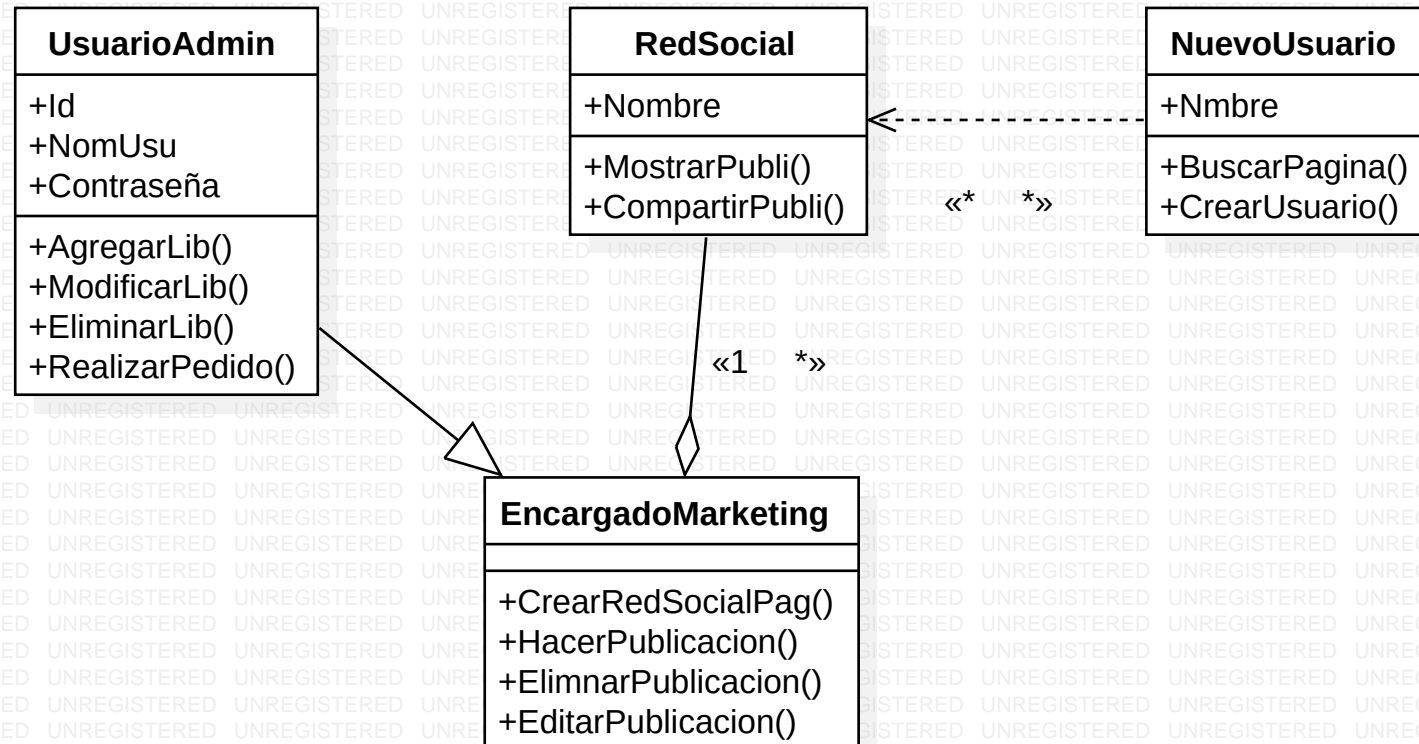 UsuarioAdmin
+Id
+NomUsu
+Contraseña
+AgregarLib()
+ModificarLib()
+EliminarLib()
+RealizarPedido()
RedSocial
+Nombre
+MostrarPubli()
+CompartirPubli()
«* *»
NuevoUsuario
+Nmbre
+BuscarPagina()
+CrearUsuario()
«1 *»
EncargadoMarketing
+CrearRedSocialPag()
+HacerPublicacion()
+ElimnarPublicacion()
+EditarPublicacion()
UNREGISTERED